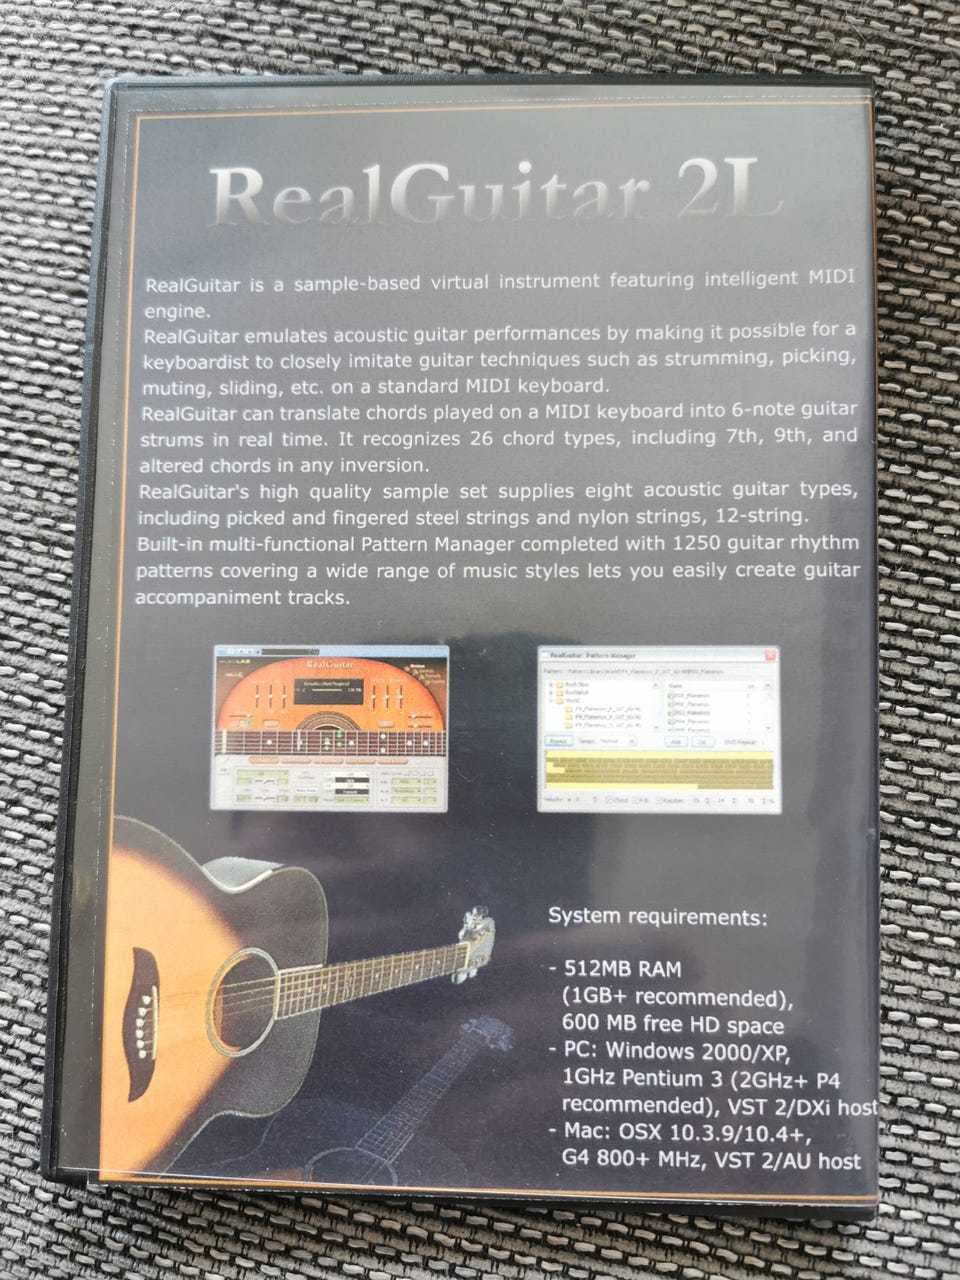 RealGuitar 2L
RealGuitar is a sample-based virtual instrument featuring intelligent MIDI
engine.
RealGuitar emulates acoustic guitar performances by making it possible for a
keyboardist to closely imitate guitar techniques such as strumming, picking,
muting, sliding, etc. on a standard MIDI keyboard.
RealGuitar can translate chords played on a MIDI keyboard into 6-note guitar
strums in real time. It recognizes 26 chord types, including 7th, 9th, and
altered chords in any inversion.
RealGuitar's high quality sample set supplies eight acoustic guitar types,
including picked and fingered steel strings and nylon strings, 12-string.
Built-in multi-functional Pattern Manager completed with 1250 guitar rhythm
patterns covering a wide range of music styles lets you easily create guitar
accompaniment tracks.
RealGuitar
RealGuitar: Pattern Manager
System requirements:
- 512MB RAM
(1GB+ recommended),
600 MB free HD space
- PC: Windows 2000/XP,
1GHz Pentium 3 (2GHz+ P4
recommended), VST 2/DXi host
- Mac: OSX 10.3.9/10.4+,
G4 800+ MHz, VST 2/AU host